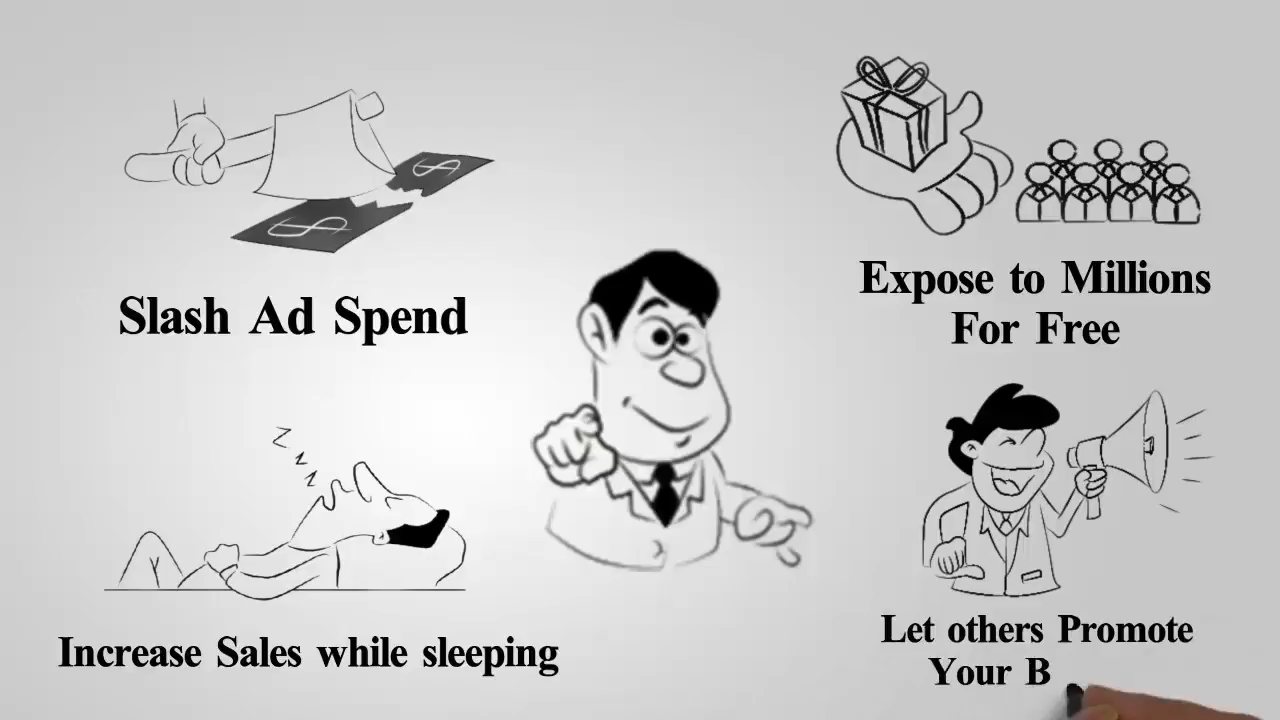 Slash Ad Spend
Expose to Millions
For Free
Increase Sales while sleeping
Let others Promote
Your B